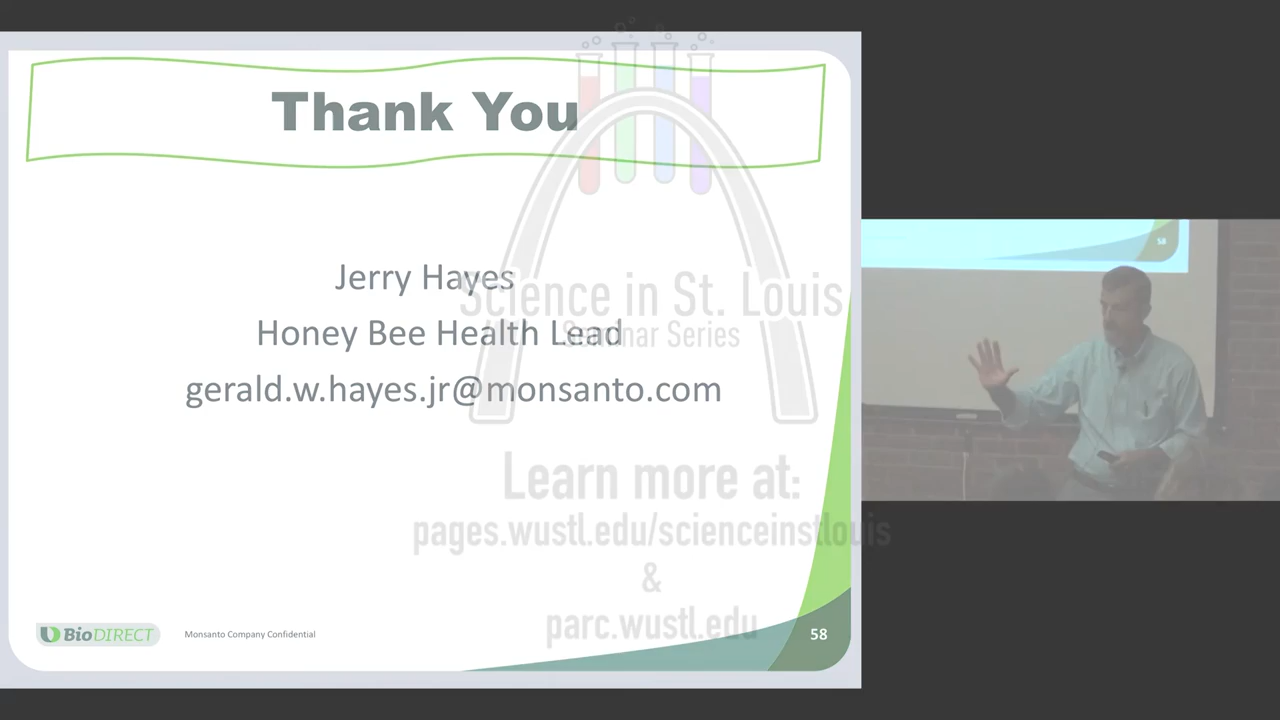 Thank You
Jerry Hayes
Honey Bee Health Lead
gerald.w.hayes.jr@monsanto.com
Science in St. Louis
Seminar Series
Learn more at:
pages.wustl.edu/scienceinstlouis
&
parc.wustl.edu
BioDIRECT
Monsanto Company Confidential
58
58